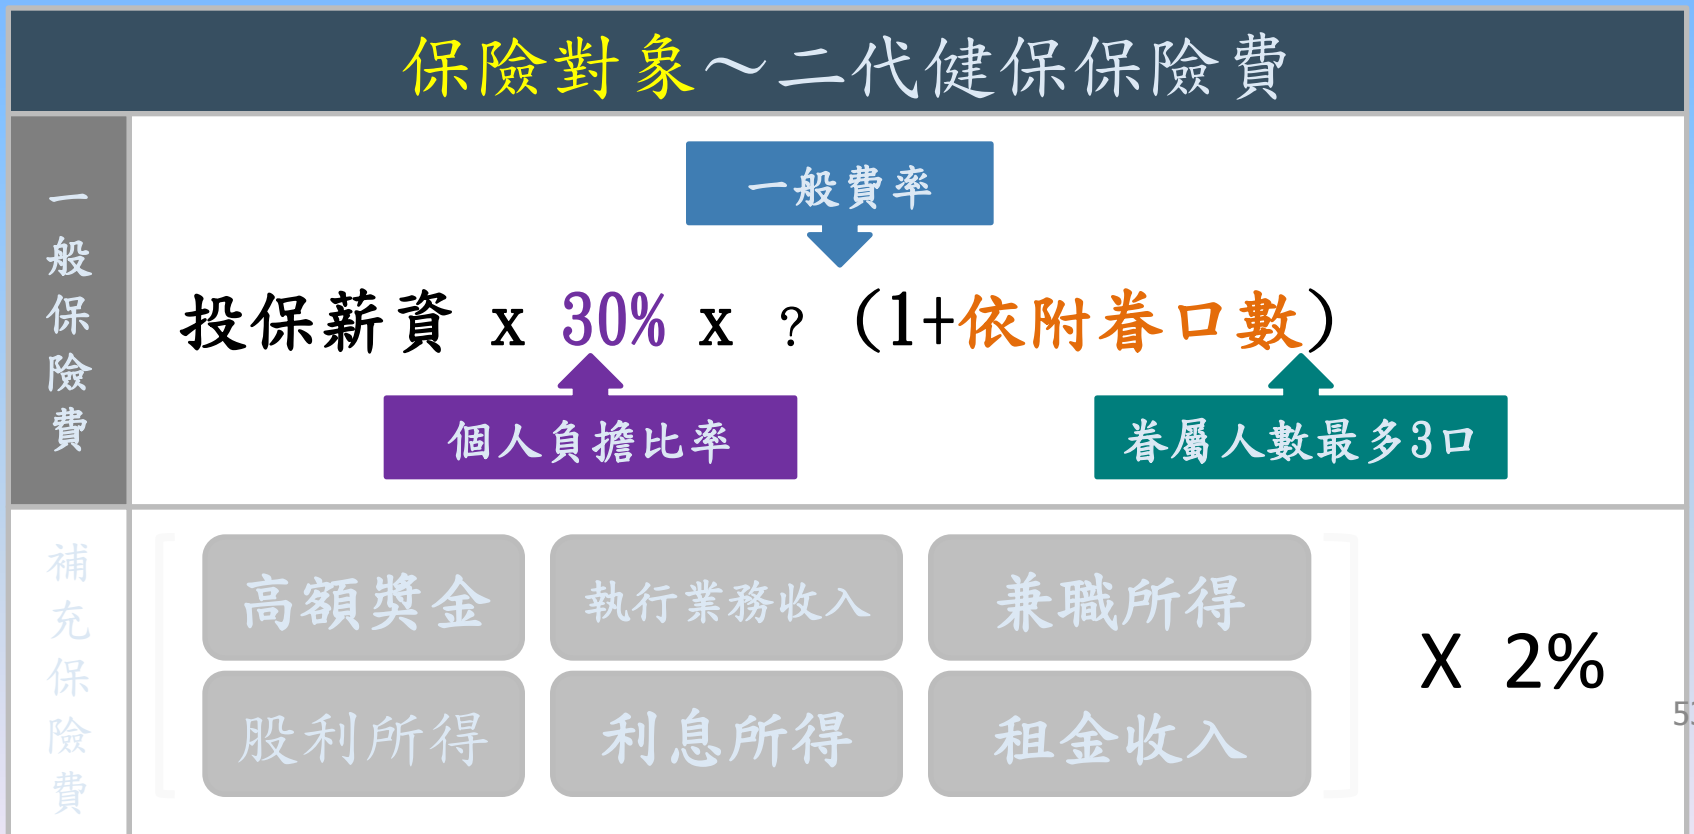 保險對象～二代健保保險費
一般保險費
一般費率
投保薪資 x 30% x ? (1+依附眷口數)
個人負擔比率
眷屬人數最多3口
補充保險費
高額獎金
執行業務收入
兼職所得
股利所得
利息所得
租金收入
X 2%